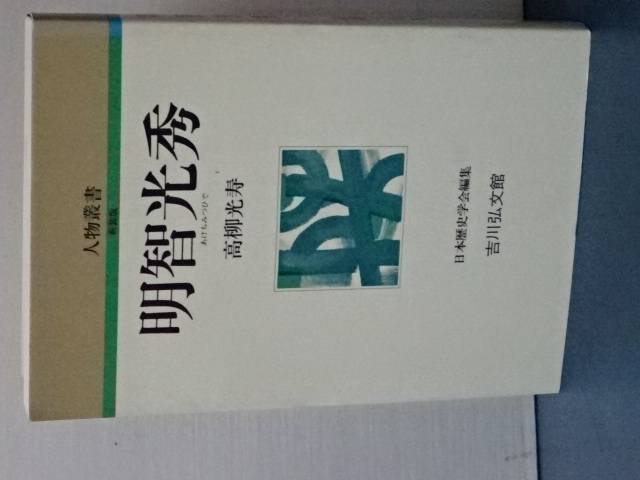 人物叢書
新装版
明智光秀
あけちみつひで
高柳光寿
日本歴史学会編集
吉川弘文館